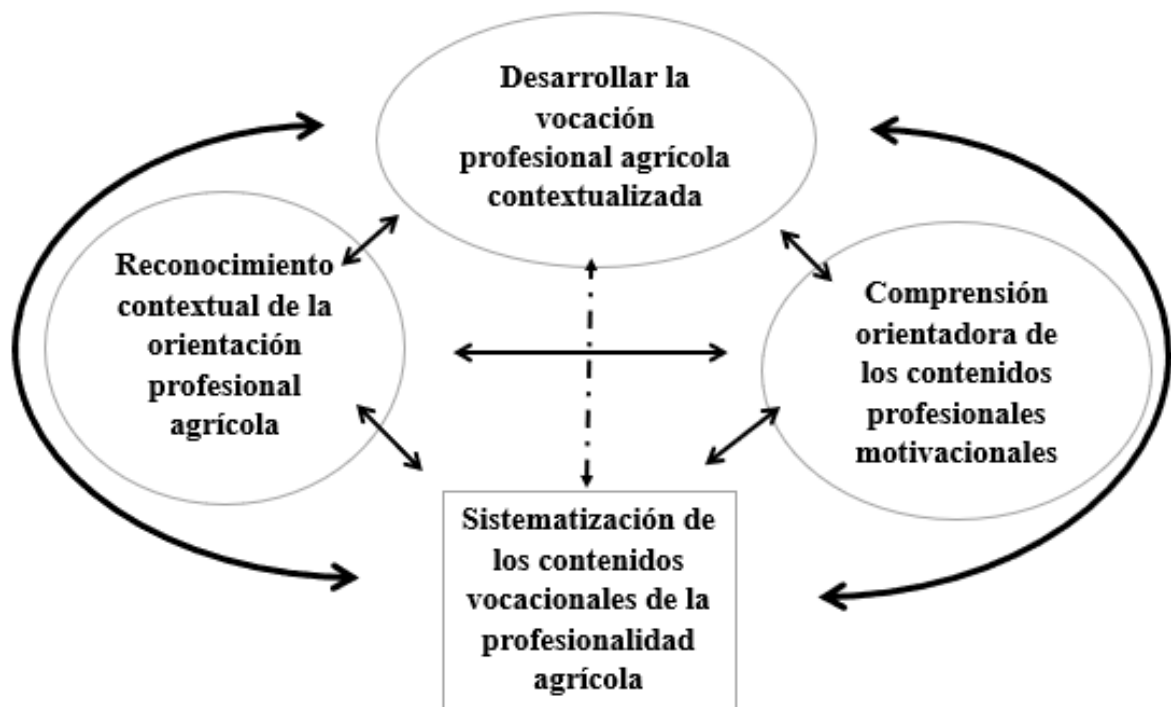 Desarrollar la
vocación
profesional agrícola
contextualizada
Reconocimiento
contextual de la
orientación
profesional
agrícola
Comprensión
orientadora de
los contenidos
profesionales
motivacionales
Sistematización de
los contenidos
vocacionales de la
profesionalidad
agrícola